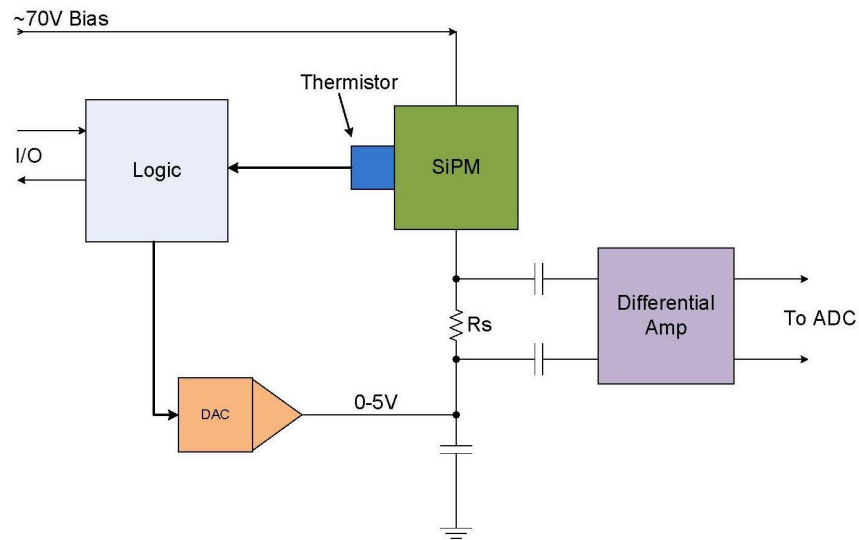 ~70V Bias
Thermistor
I/O
Logic
SiPM
Rs
Differential
Amp
To ADC
DAC
0-5V